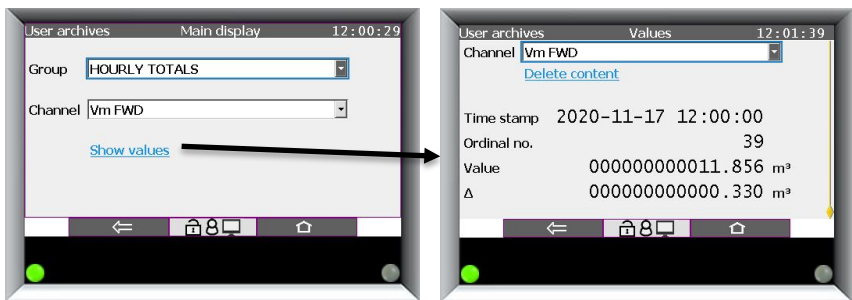 User archives Main display 12:00:29
Group HOURLY TOTALS
Channel Vm FWD
Show values
8
User archives Values 12:01:39
Channel Vm FWD
Delete content
Time stamp 2020-11-17 12:00:00
Ordinal no. 39
Value 000000000011.856 m³
Δ 000000000000.330 m³
8